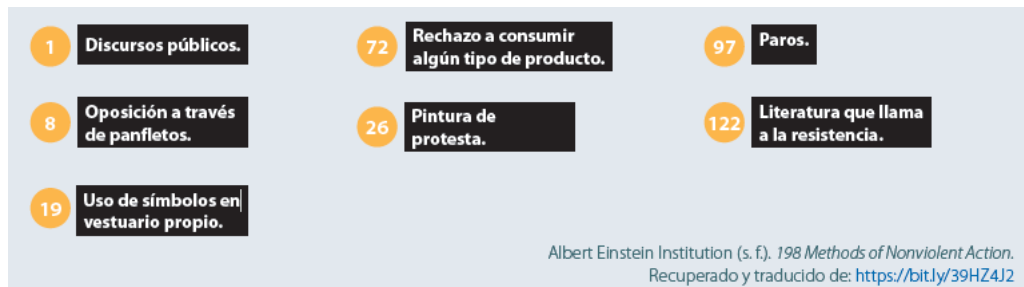 1 Discursos públicos.
8 Oposición a través
de panfletos.
19 Uso de símbolos en
vestuario propio.
72 Rechazo a consumir
algún tipo de producto.
26 Pintura de
protesta.
97 Paros.
122 Literatura que llama
a la resistencia.
Albert Einstein Institution (s. f.). 198 Methods of Nonviolent Action.
Recuperado y traducido de: https://bit.ly/39HZ4J2